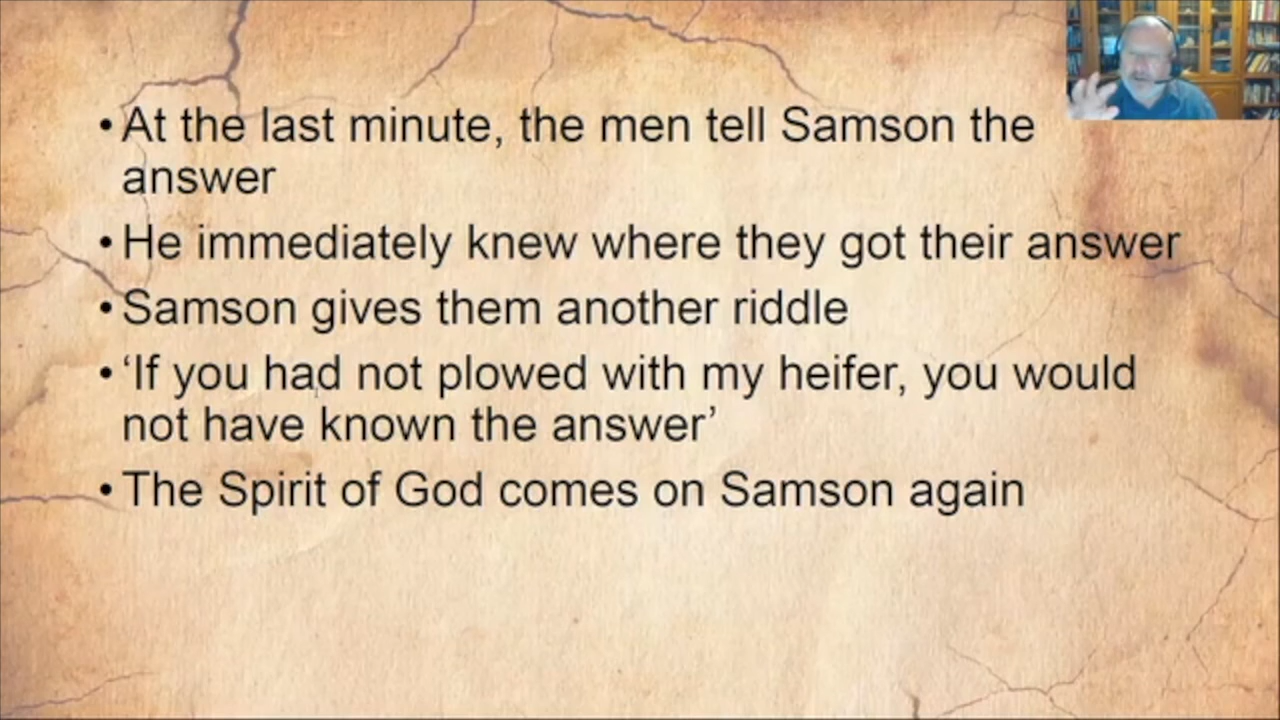 •At the last minute, the men tell Samson the
answer
•He immediately knew where they got their answer
•Samson gives them another riddle
•‘If you had not plowed with my heifer, you would
not have known the answer’
•The Spirit of God comes on Samson again